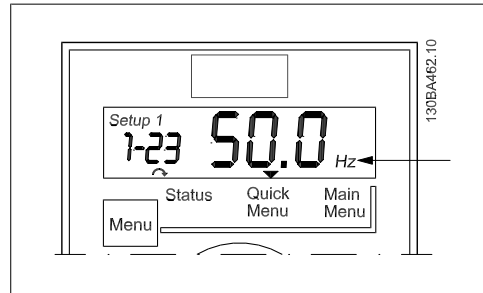 130BA462.10
Setup 1
1-23 50.0 Hz
Status Quick Menu Main Menu
Menu